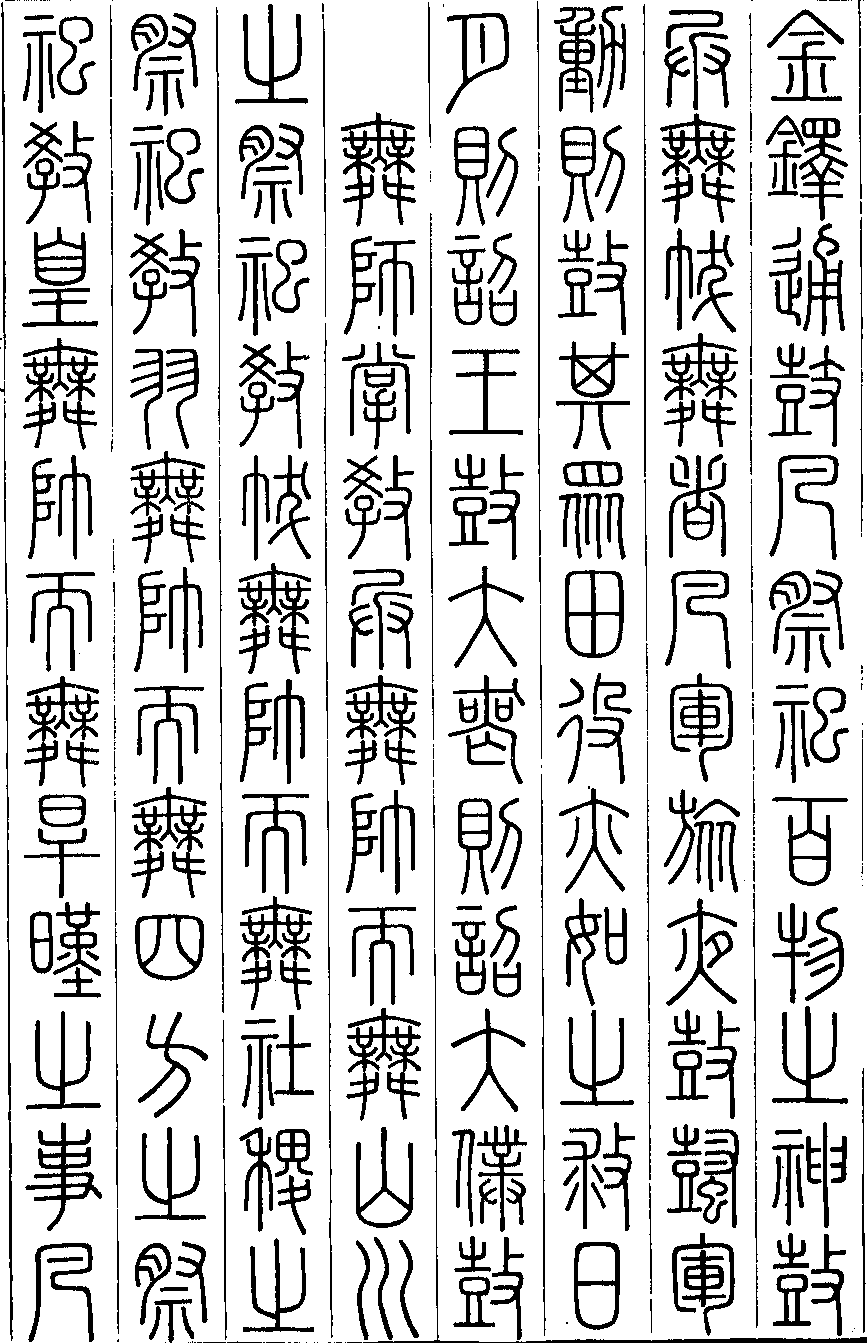 金鐸通鼓凡祭祀百物之神鼓
兵舞帗舞者凡軍旅夜鼓鼜軍
動則鼓其眾田役亦如之救日
月則詔王鼓大喪則詔大僕鼓
舞師掌教兵舞帥而舞山川
之祭祀教帗舞帥而舞社稷之
祭祀教羽舞帥而舞四方之祭
祀教皇舞帥而舞旱暵之事凡